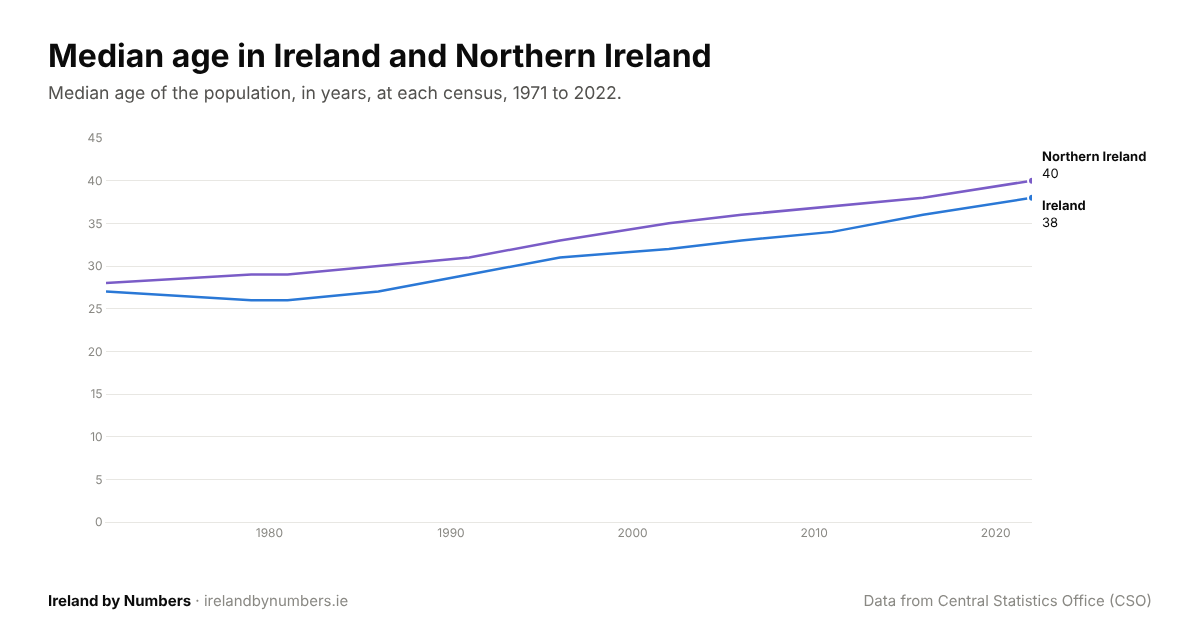 Median age in Ireland and Northern Ireland
Median age of the population, in years, at each census, 1971 to 2022.
45
40
35
30
25
20
15
10
5
0
1980 1990 2000 2010 2020
Northern Ireland
40
Ireland
38
Ireland by Numbers · irelandbynumbers.ie
Data from Central Statistics Office (CSO)